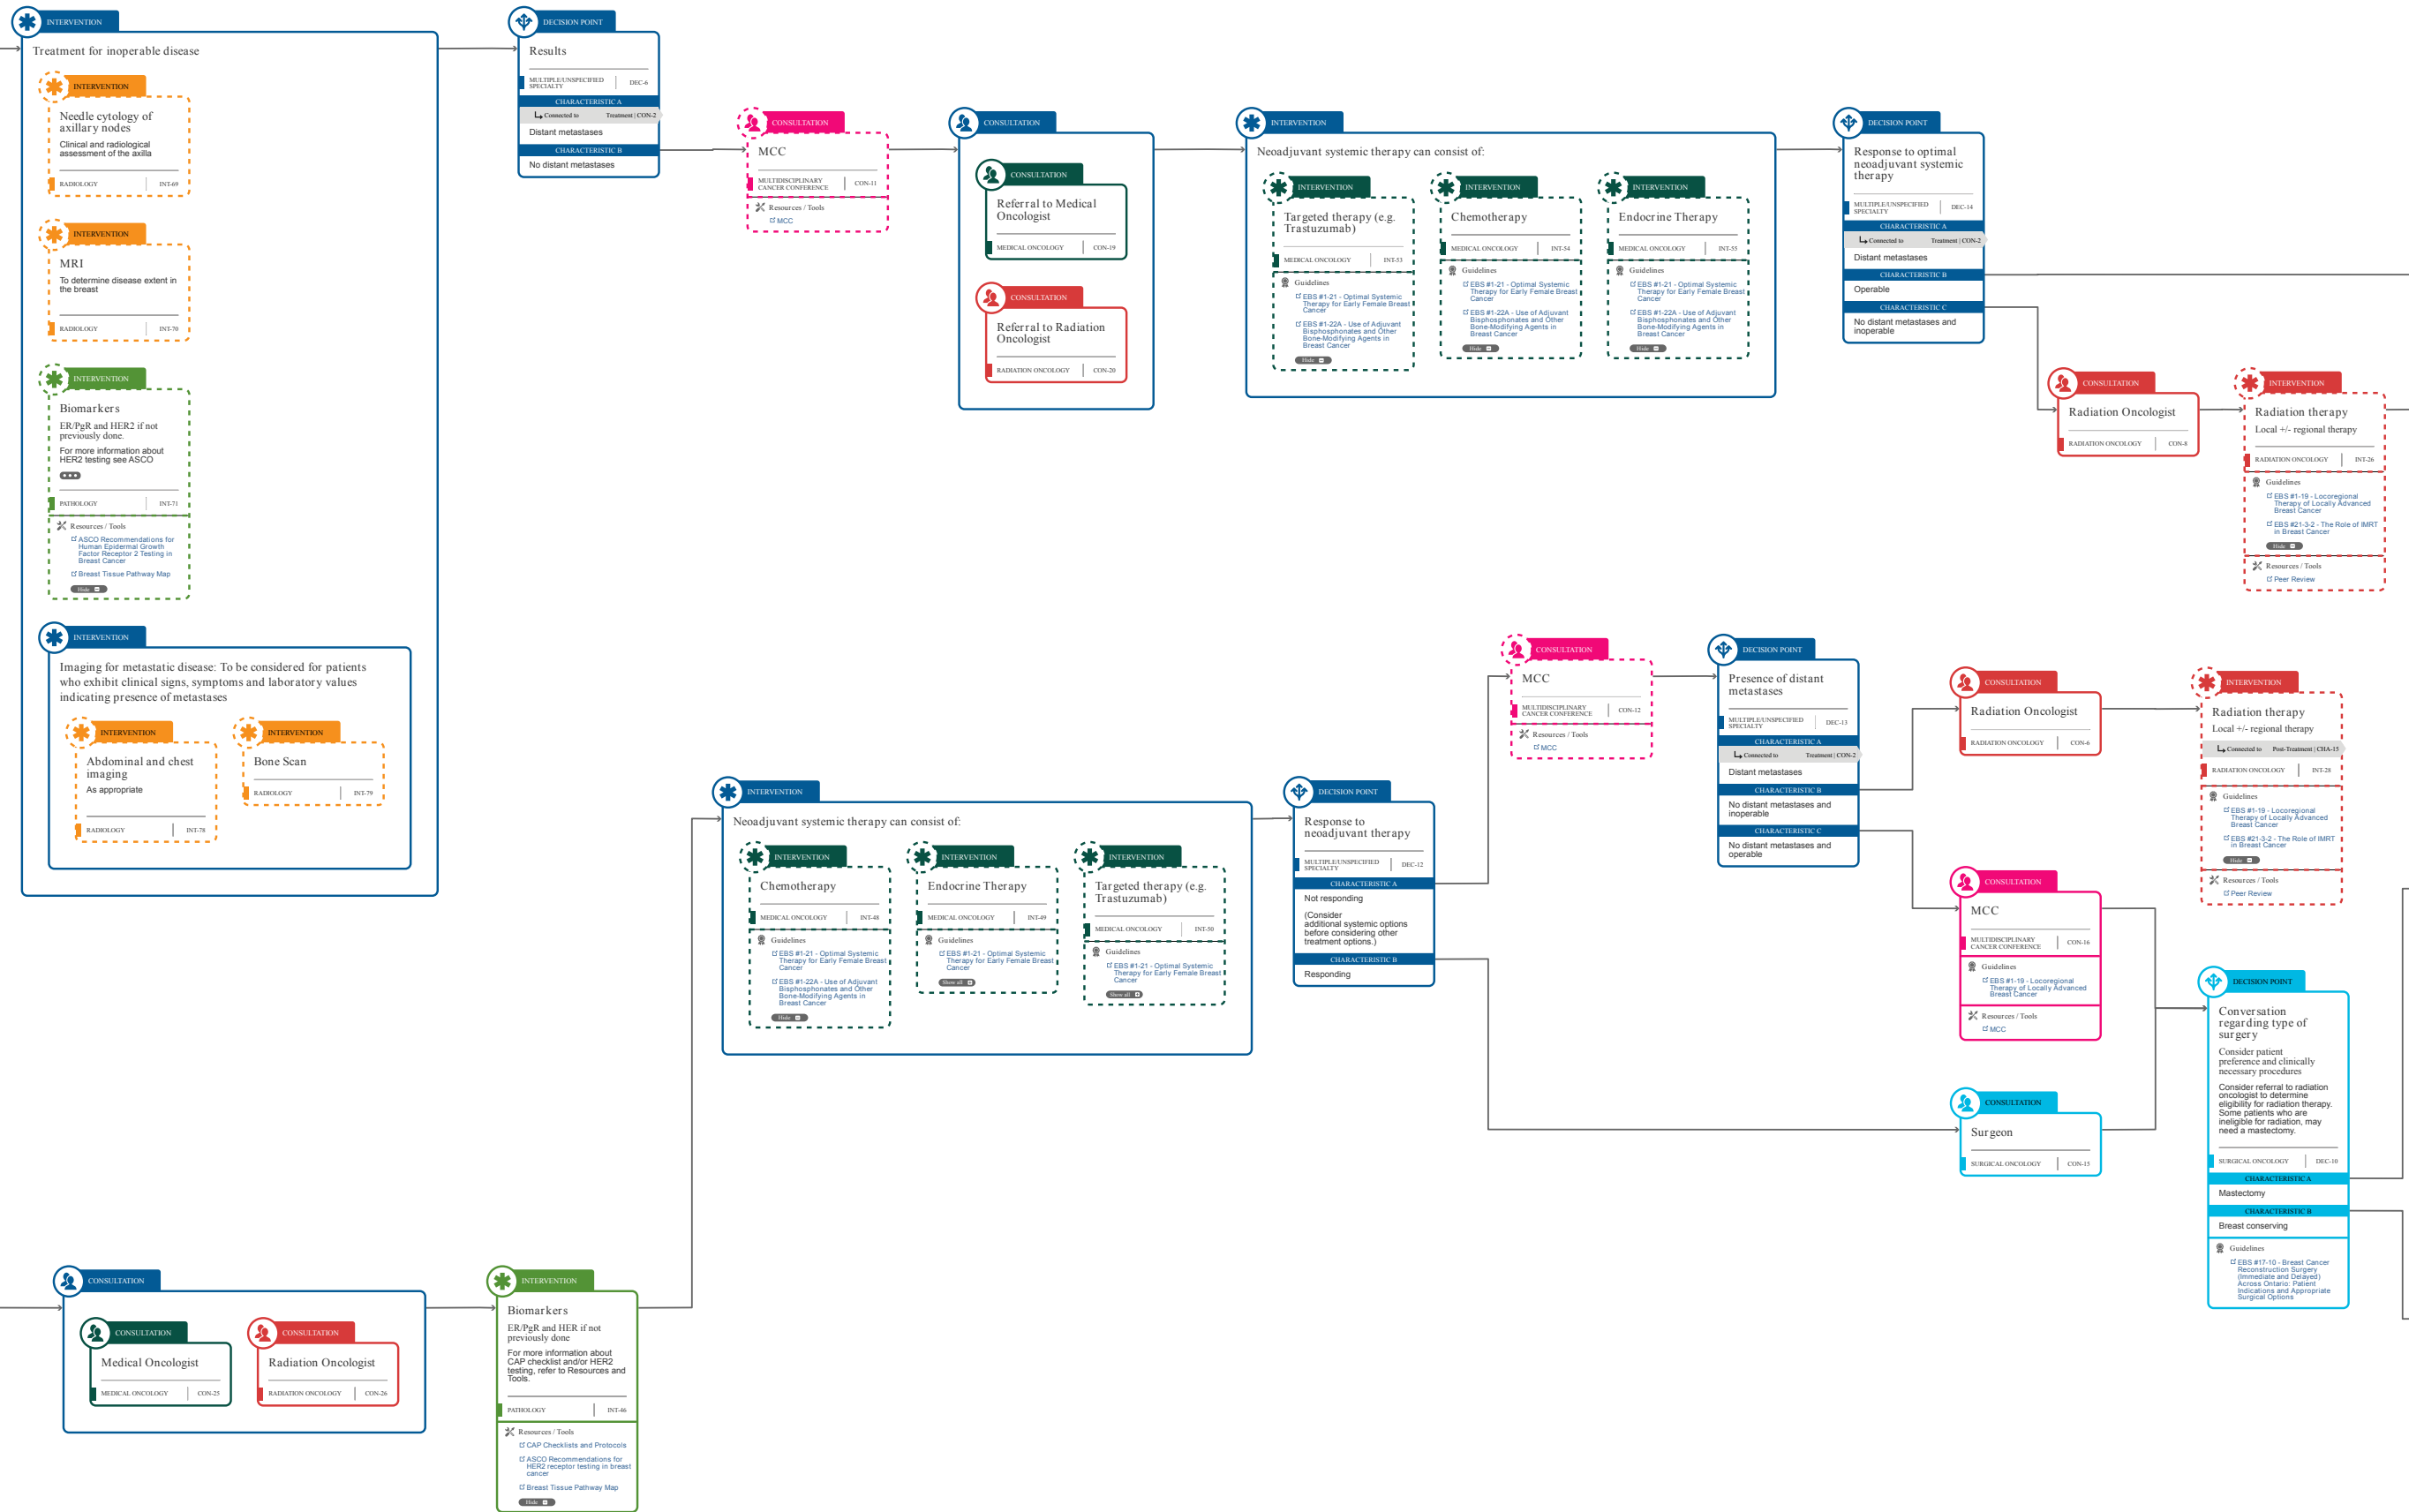 INTERVENTION
Treatment for inoperable disease
INTERVENTION
Needle cytology of
axillary nodes
Clinical and radiological
assessment of the axilla
RADIOLOGY
INT-69
INTERVENTION
MRI
To determine disease extent in
the breast
RADIOLOGY
INT-70
INTERVENTION
Biomarkers
ER/PgR and HER2 if not
previously done.
For more information about
HER2 testing see ASCO
PATHOLOGY
INT-71
Resources / Tools
ASCO Recommendations for
Human Epidermal Growth
Factor Receptor 2 Testing in
Breast Cancer
Breast Tissue Pathway Map
Hide
INTERVENTION
Imaging for metastatic disease: To be considered for patients
who exhibit clinical signs, symptoms and laboratory values
indicating presence of metastases
INTERVENTION
Abdominal and chest
imaging
As appropriate
RADIOLOGY
INT-78
INTERVENTION
Bone Scan
RADIOLOGY
INT-79
DECISION POINT
Results
MULTIPLE/UNSPECIFIED
SPECIALTY
DEC-6
CHARACTERISTIC A
Connected to Treatment | CON-2
Distant metastases
CHARACTERISTIC B
No distant metastases
CONSULTATION
MCC
MULTIDISCIPLINARY
CANCER CONFERENCE
CON-11
Resources / Tools
MCC
CONSULTATION
CONSULTATION
Referral to Medical
Oncologist
MEDICAL ONCOLOGY
CON-19
CONSULTATION
Referral to Radiation
Oncologist
RADIATION ONCOLOGY
CON-20
INTERVENTION
Neoadjuvant systemic therapy can consist of:
INTERVENTION
Targeted therapy (e.g.
Trastuzumab)
MEDICAL ONCOLOGY
INT-53
Guidelines
EBS #1-21 - Optimal Systemic
Therapy for Early Female Breast
Cancer
EBS #1-22A - Use of Adjuvant
Bisphosphonates and Other
Bone-Modifying Agents in
Breast Cancer
Hide
INTERVENTION
Chemotherapy
MEDICAL ONCOLOGY
INT-54
Guidelines
EBS #1-21 - Optimal Systemic
Therapy for Early Female Breast
Cancer
EBS #1-22A - Use of Adjuvant
Bisphosphonates and Other
Bone-Modifying Agents in
Breast Cancer
Hide
INTERVENTION
Endocrine Therapy
MEDICAL ONCOLOGY
INT-55
Guidelines
EBS #1-21 - Optimal Systemic
Therapy for Early Female Breast
Cancer
EBS #1-22A - Use of Adjuvant
Bisphosphonates and Other
Bone-Modifying Agents in
Breast Cancer
Hide
DECISION POINT
Response to optimal
neoadjuvant systemic
therapy
MULTIPLE/UNSPECIFIED
SPECIALTY
DEC-14
CHARACTERISTIC A
Connected to Treatment | CON-2
Distant metastases
CHARACTERISTIC B
Operable
CHARACTERISTIC C
No distant metastases and
inoperable
CONSULTATION
Radiation Oncologist
RADIATION ONCOLOGY
CON-8
INTERVENTION
Radiation therapy
Local +/- regional therapy
RADIATION ONCOLOGY
INT-26
Guidelines
EBS #1-19 - Locoregional
Therapy of Locally Advanced
Breast Cancer
EBS #21-3-2 - The Role of IMRT
in Breast Cancer
Hide
Resources / Tools
Peer Review
CONSULTATION
CONSULTATION
Medical Oncologist
MEDICAL ONCOLOGY
CON-25
CONSULTATION
Radiation Oncologist
RADIATION ONCOLOGY
CON-26
INTERVENTION
Biomarkers
ER/PgR and HER if not
previously done
For more information about
CAP checklist and/or HER2
testing, refer to Resources and
Tools.
PATHOLOGY
INT-46
Resources / Tools
CAP Checklists and Protocols
ASCO Recommendations for
HER2 receptor testing in breast
cancer
Breast Tissue Pathway Map
Hide
INTERVENTION
Neoadjuvant systemic therapy can consist of:
INTERVENTION
Chemotherapy
MEDICAL ONCOLOGY
INT-48
Guidelines
EBS #1-21 - Optimal Systemic
Therapy for Early Female Breast
Cancer
EBS #1-22A - Use of Adjuvant
Bisphosphonates and Other
Bone-Modifying Agents in
Breast Cancer
Hide
INTERVENTION
Endocrine Therapy
MEDICAL ONCOLOGY
INT-49
Guidelines
EBS #1-21 - Optimal Systemic
Therapy for Early Female Breast
Cancer
Show all
INTERVENTION
Targeted therapy (e.g.
Trastuzumab)
MEDICAL ONCOLOGY
INT-50
Guidelines
EBS #1-21 - Optimal Systemic
Therapy for Early Female Breast
Cancer
Show all
DECISION POINT
Response to
neoadjuvant therapy
MULTIPLE/UNSPECIFIED
SPECIALTY
DEC-12
CHARACTERISTIC A
Not responding
(Consider
additional systemic options
before considering other
treatment options.)
CHARACTERISTIC B
Responding
CONSULTATION
MCC
MULTIDISCIPLINARY
CANCER CONFERENCE
CON-12
Resources / Tools
MCC
DECISION POINT
Presence of distant
metastases
MULTIPLE/UNSPECIFIED
SPECIALTY
DEC-13
CHARACTERISTIC A
Connected to Treatment | CON-2
Distant metastases
CHARACTERISTIC B
No distant metastases and
inoperable
CHARACTERISTIC C
No distant metastases and
operable
CONSULTATION
Radiation Oncologist
RADIATION ONCOLOGY
CON-6
INTERVENTION
Radiation therapy
Local +/- regional therapy
Connected to Post-Treatment | CHA-15
RADIATION ONCOLOGY
INT-28
Guidelines
EBS #1-19 - Locoregional
Therapy of Locally Advanced
Breast Cancer
EBS #21-3-2 - The Role of IMRT
in Breast Cancer
Hide
Resources / Tools
Peer Review
CONSULTATION
MCC
MULTIDISCIPLINARY
CANCER CONFERENCE
CON-16
Guidelines
EBS #1-19 - Locoregional
Therapy of Locally Advanced
Breast Cancer
Resources / Tools
MCC
CONSULTATION
Surgeon
SURGICAL ONCOLOGY
CON-15
DECISION POINT
Conversation
regarding type of
surgery
Consider patient
preference and clinically
necessary procedures
Consider referral to radiation
oncologist to determine
eligibility for radiation therapy.
Some patients who are
ineligible for radiation, may
need a mastectomy.
SURGICAL ONCOLOGY
DEC-10
CHARACTERISTIC A
Mastectomy
CHARACTERISTIC B
Breast conserving
Guidelines
EBS #17-10 - Breast Cancer
Reconstruction Surgery
(Immediate and Delayed)
Across Ontario: Patient
Indications and Appropriate
Surgical Options